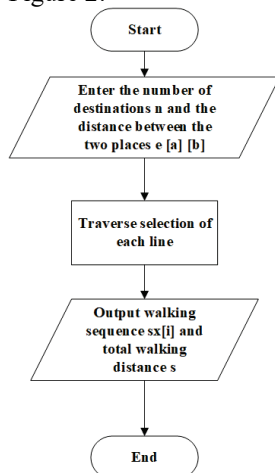 Figure 2.
Start
Enter the number of
destinations n and the
distance between the
two places e [a] [b]
Traverse selection of
each line
Output walking
sequence sx[i] and
total walking
distance s
End